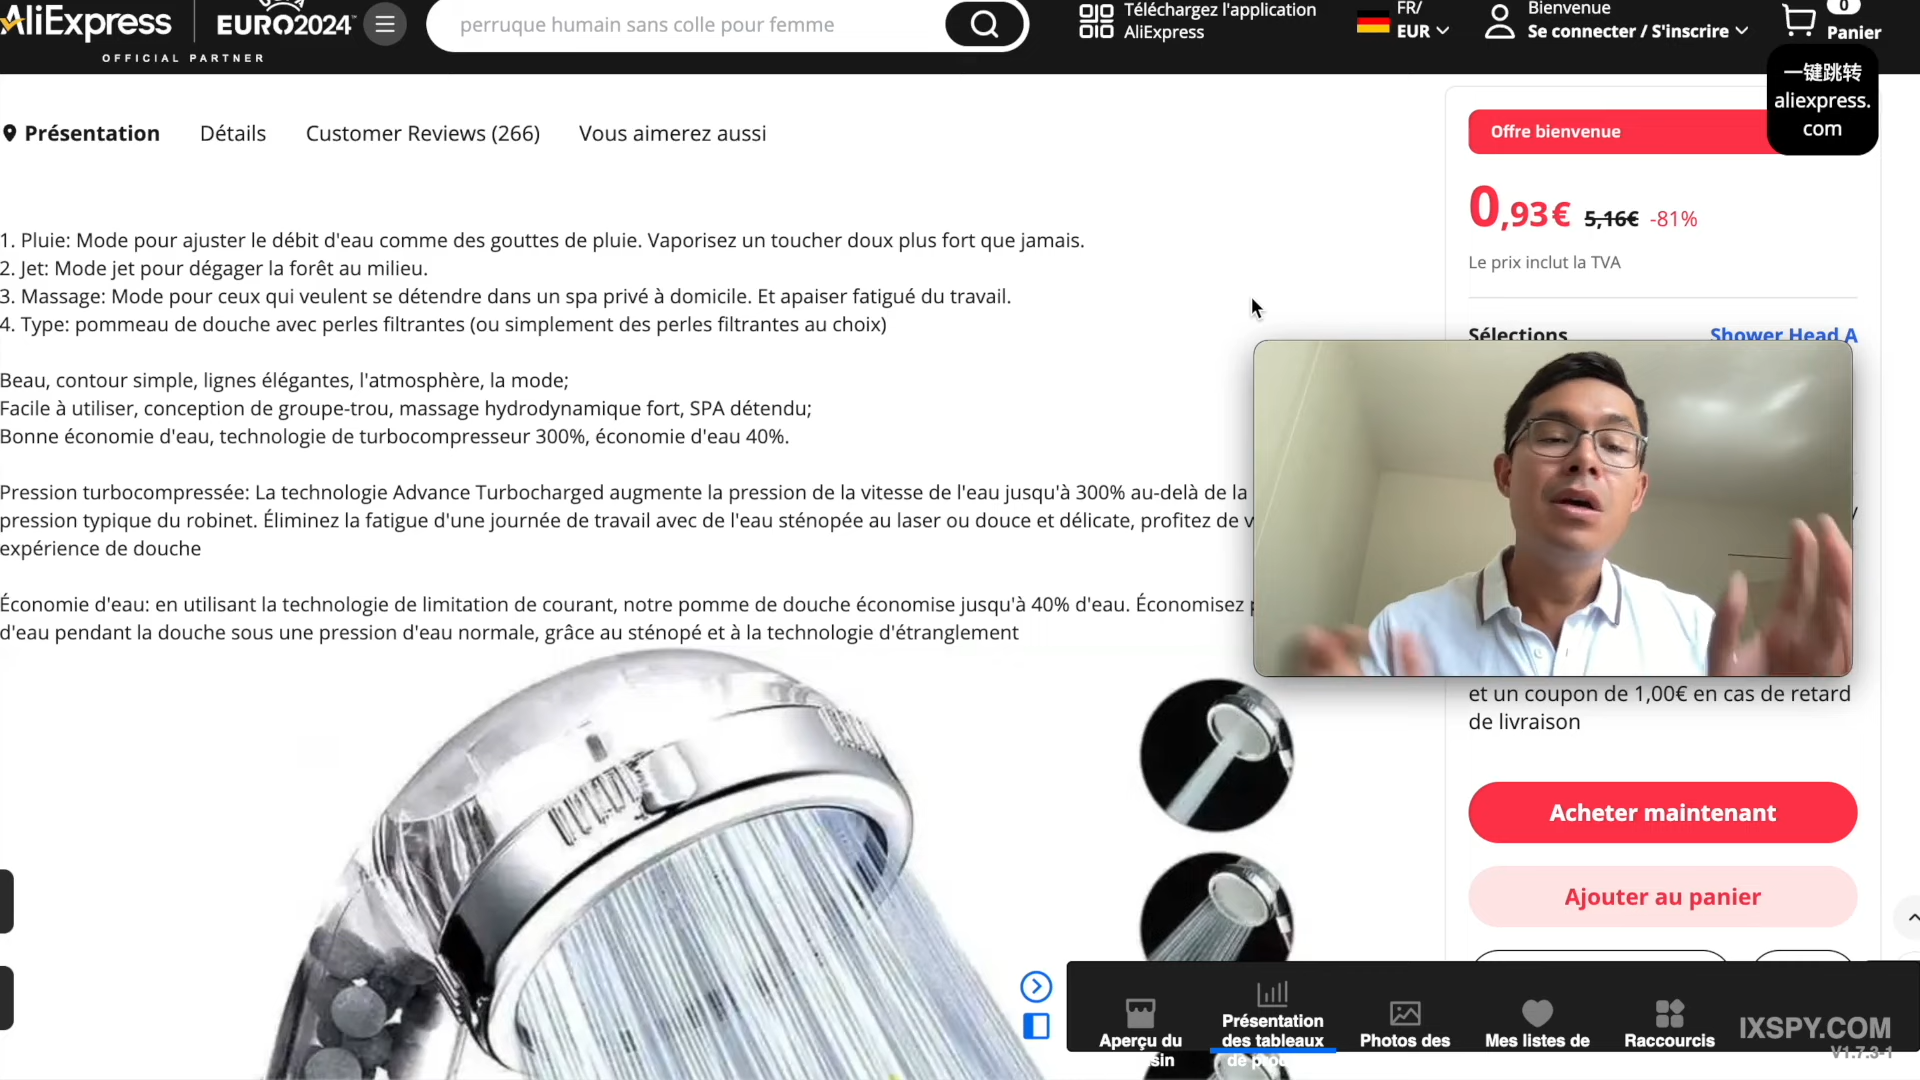 AliExpress
EURO2024
OFFICIAL PARTNER
perruque humain sans colle pour femme
Téléchargez l'application
AliExpress
FR/
EUR
Bienvenue
Se connecter / S'inscrire
0
Panier
一键跳转
aliexpress.
com
Présentation
Détails
Customer Reviews (266)
Vous aimerez aussi
1. Pluie: Mode pour ajuster le débit d'eau comme des gouttes de pluie. Vaporisez un toucher doux plus fort que jamais.
2. Jet: Mode jet pour dégager la forêt au milieu.
3. Massage: Mode pour ceux qui veulent se détendre dans un spa privé à domicile. Et apaiser fatigué du travail.
4. Type: pommeau de douche avec perles filtrantes (ou simplement des perles filtrantes au choix)
Beau, contour simple, lignes élégantes, l'atmosphère, la mode;
Facile à utiliser, conception de groupe-trou, massage hydrodynamique fort, SPA détendu;
Bonne économie d'eau, technologie de turbocompresseur 300%, économie d'eau 40%.
Pression turbocompressée: La technologie Advance Turbocharged augmente la pression de la vitesse de l'eau jusqu'à 300% au-delà de la
pression typique du robinet. Éliminez la fatigue d'une journée de travail avec de l'eau sténopée au laser ou douce et délicate, profitez de v
expérience de douche
Économie d'eau: en utilisant la technologie de limitation de courant, notre pomme de douche économise jusqu'à 40% d'eau. Économisez
d'eau pendant la douche sous une pression d'eau normale, grâce au sténopé et à la technologie d'étranglement
Offre bienvenue
0,93€ 5,16€ -81%
Le prix inclut la TVA
Sélections
Shower Head A
et un coupon de 1,00€ en cas de retard
de livraison
Acheter maintenant
Ajouter au panier
Aperçu du
sin
Présentation
des tableaux
de
Photos des
Mes listes de
Raccourcis
IXSPY.COM
V1.7.3-1